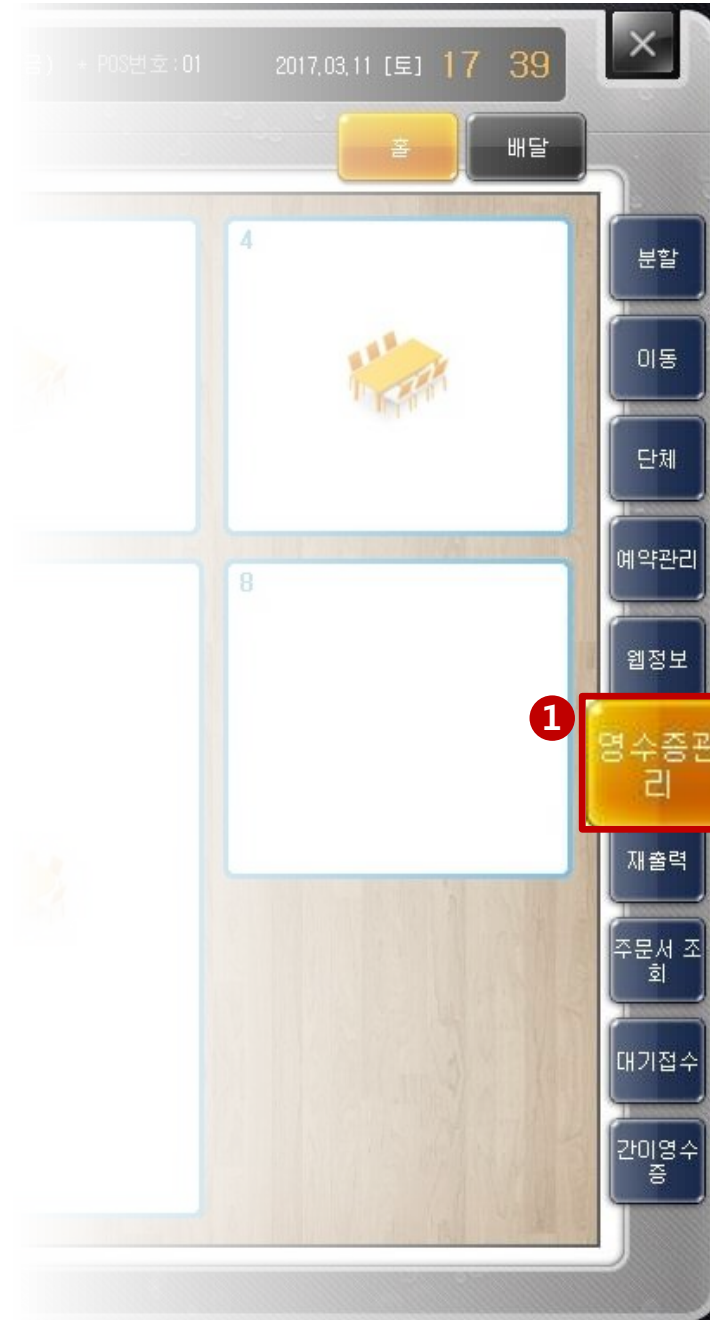 + POS번호:01 2017.03.11 [토] 17 39
홀 배달
4
8
분할
이동
단체
예약관리
웹정보
1
영수증관
리
재출력
주문서 조
회
대기접수
간이영수
증